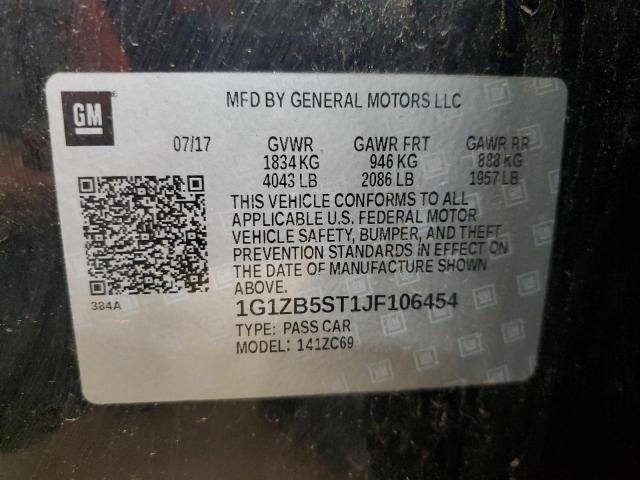 GM
MFD BY GENERAL MOTORS LLC
07/17 GVWR GAWR FRT GAWR RR
1834 KG 946 KG 888 KG
4043 LB 2086 LB 1957 LB
THIS VEHICLE CONFORMS TO ALL
APPLICABLE U.S. FEDERAL MOTOR
VEHICLE SAFETY, BUMPER, AND THEFT
PREVENTION STANDARDS IN EFFECT ON
THE DATE OF MANUFACTURE SHOWN
ABOVE.
384A
1G1ZB5ST1JF106454
TYPE: PASS CAR
MODEL: 141ZC69